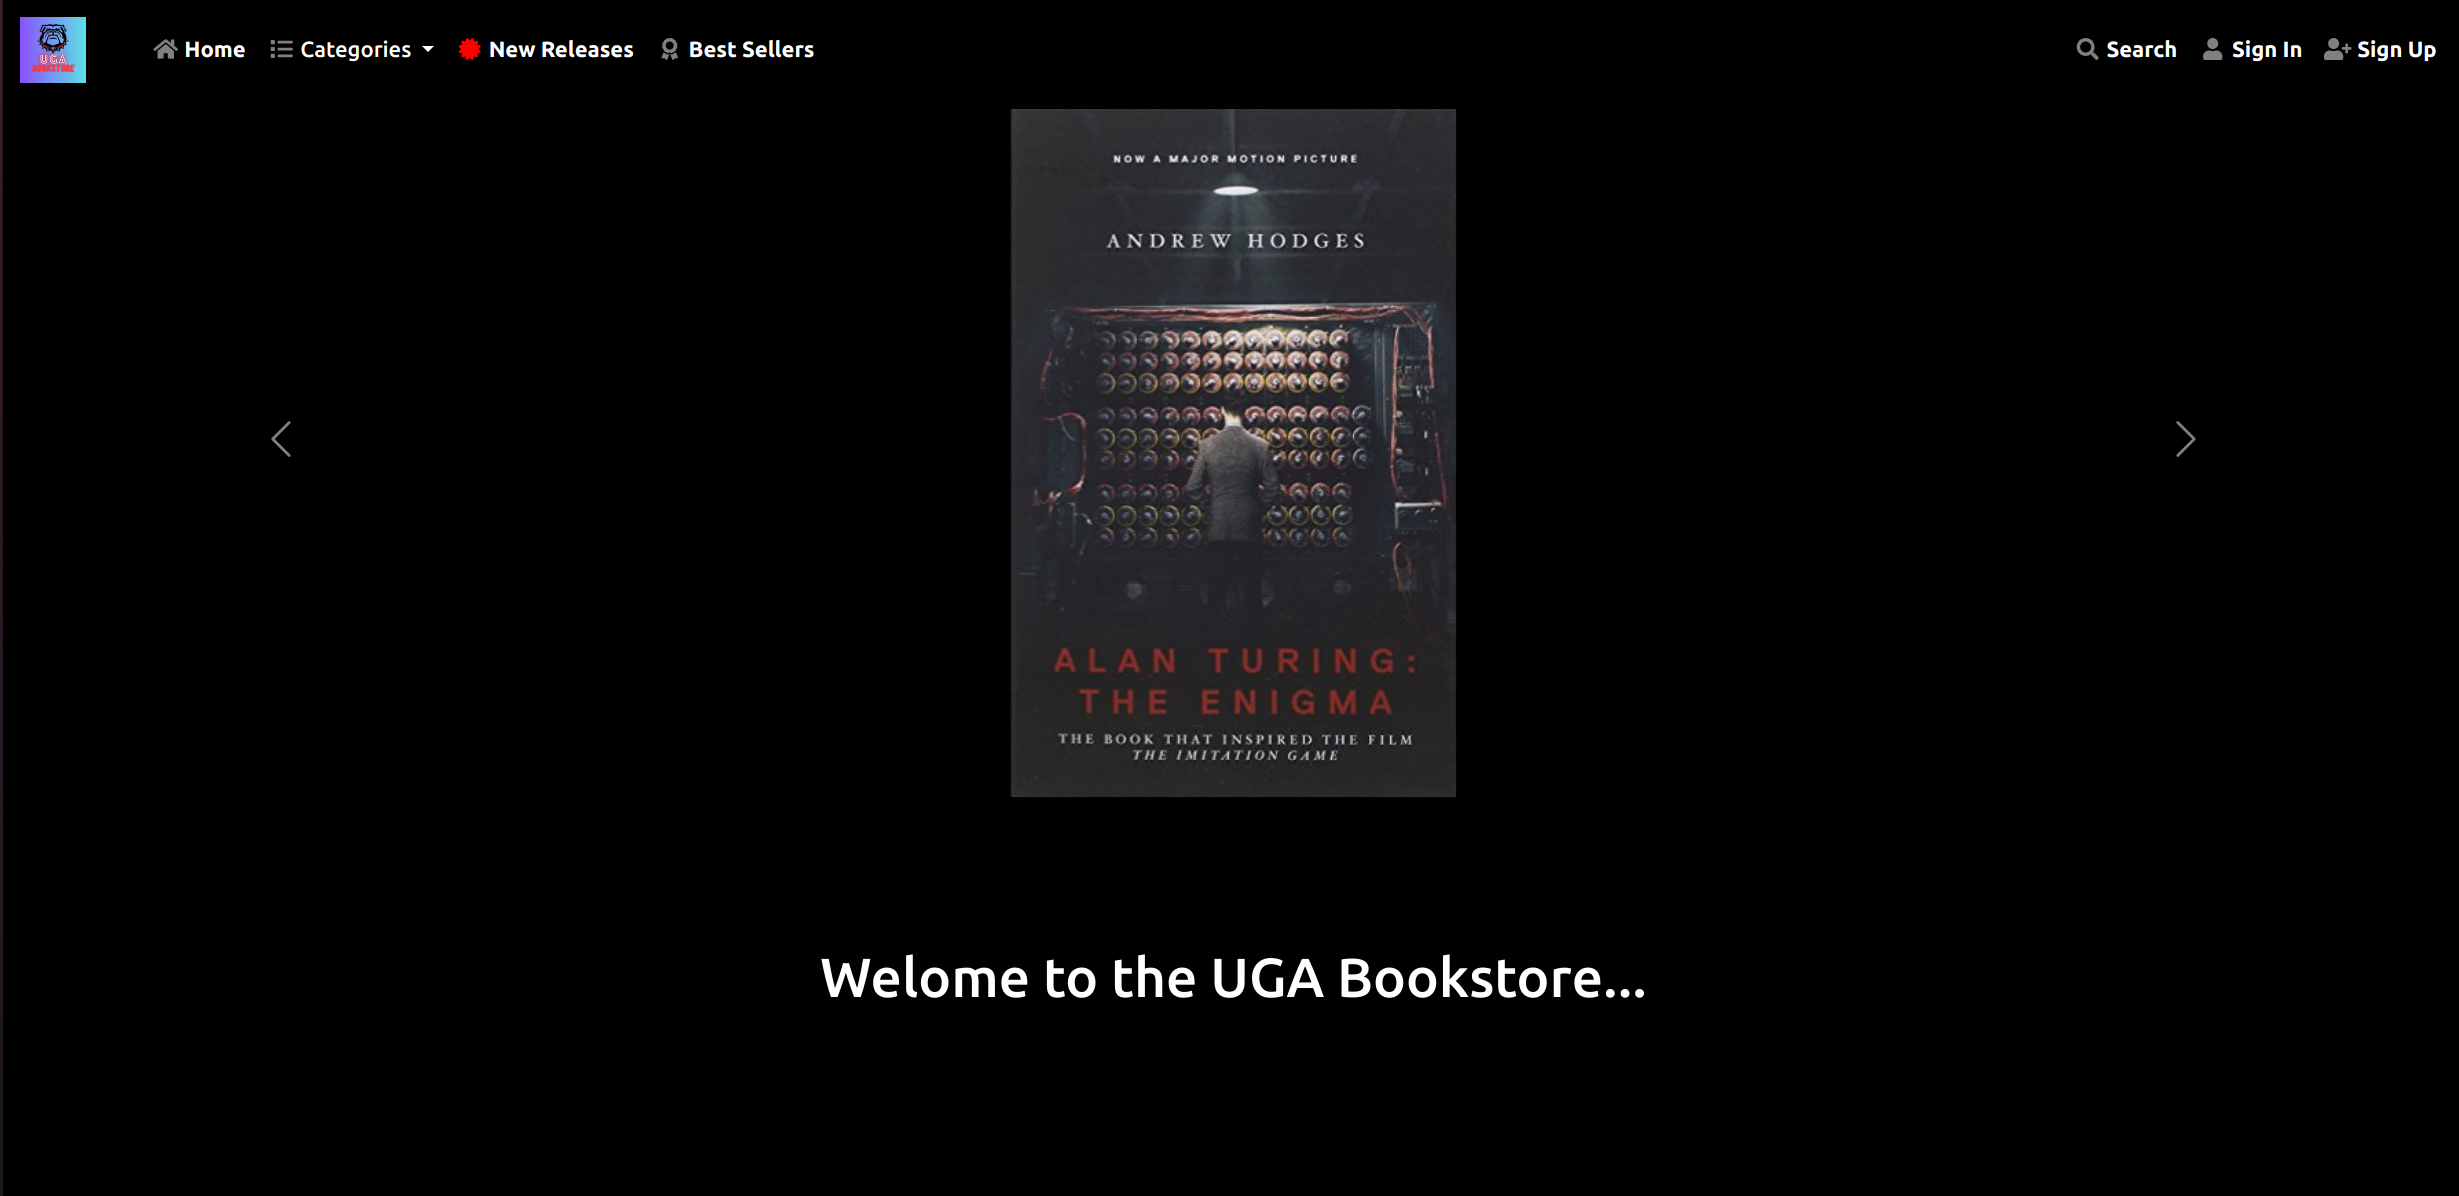 UGA
BOOKSTORE
Home
Categories
New Releases
Best Sellers
Search
Sign In
Sign Up
NOW A MAJOR MOTION PICTURE
ANDREW HODGES
ALAN TURING:
THE ENIGMA
THE BOOK THAT INSPIRED THE FILM
THE IMITATION GAME
Welome to the UGA Bookstore...